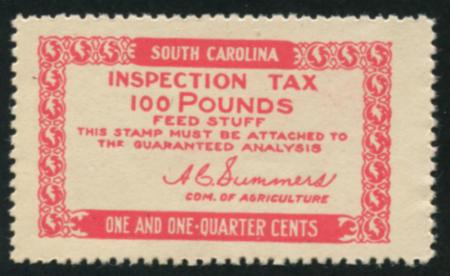 SOUTH CAROLINA
INSPECTION TAX
100 POUNDS
FEED STUFF
THIS STAMP MUST BE ATTACHED TO
THE GUARANTEED ANALYSIS
A C Summers
COM. OF AGRICULTURE
ONE AND ONE-QUARTER CENTS